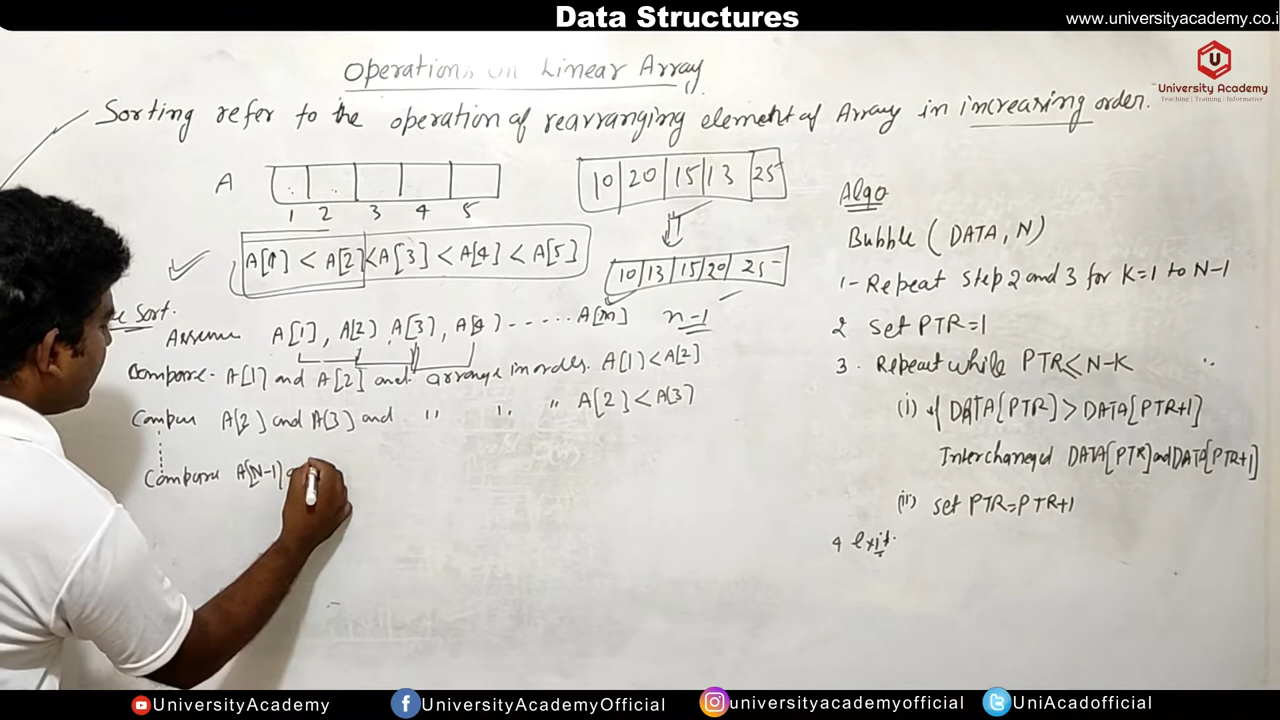 Data Structures
www.universityacademy.co.i
University Academy
Teaching | Training | Informative
Operations on Linear Array
Sorting refer to the operation of rearranging element of Array in increasing order.
A
1 2 3 4 5
10 20 15 13 25
A[1] < A[2] < A[3] < A[4] < A[5]
10 13 15 20 25
Sort.
Assume A[1], A[2], A[3], A[4] ...... A[n] n-1
Compare - A[1] and A[2] and arrange in order. A[1] < A[2]
Compare A[2] and A[3] and " " " A[2] < A[3]
Compare A[N-1]
Algo
Bubble (DATA, N)
1- Repeat Step 2 and 3 for K=1 to N-1
2 Set PTR=1
3. Repeat while PTR ≤ N-K
(i) if DATA[PTR] > DATA[PTR+1]
Interchanged DATA[PTR] and DATA[PTR+1]
(ii) set PTR=PTR+1
4 exit.
UniversityAcademy
UniversityAcademyOfficial
universityacademyofficial
UniAcadofficial